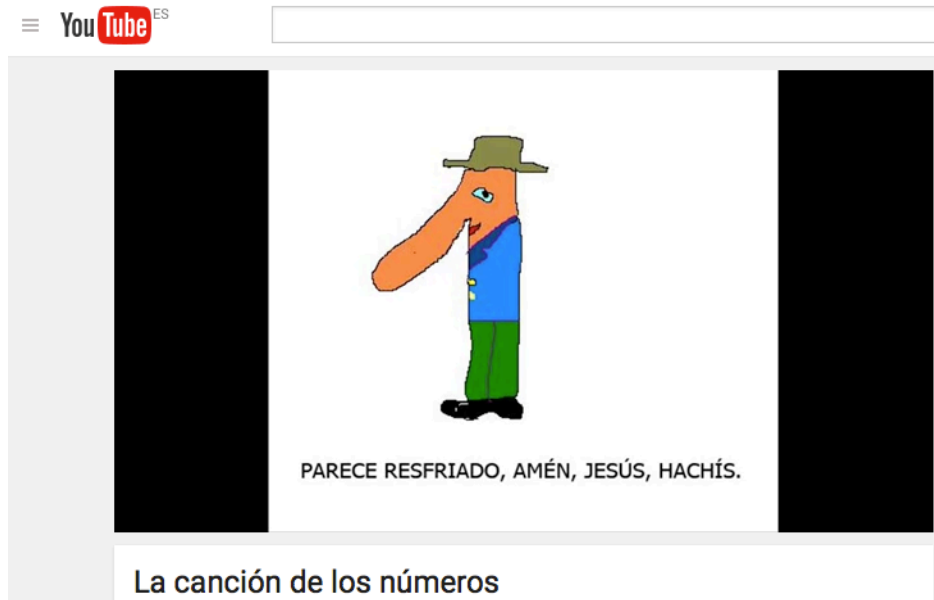 YouTube ES
PARECE RESFRIADO, AMÉN, JESÚS, HACHÍS.
La canción de los números